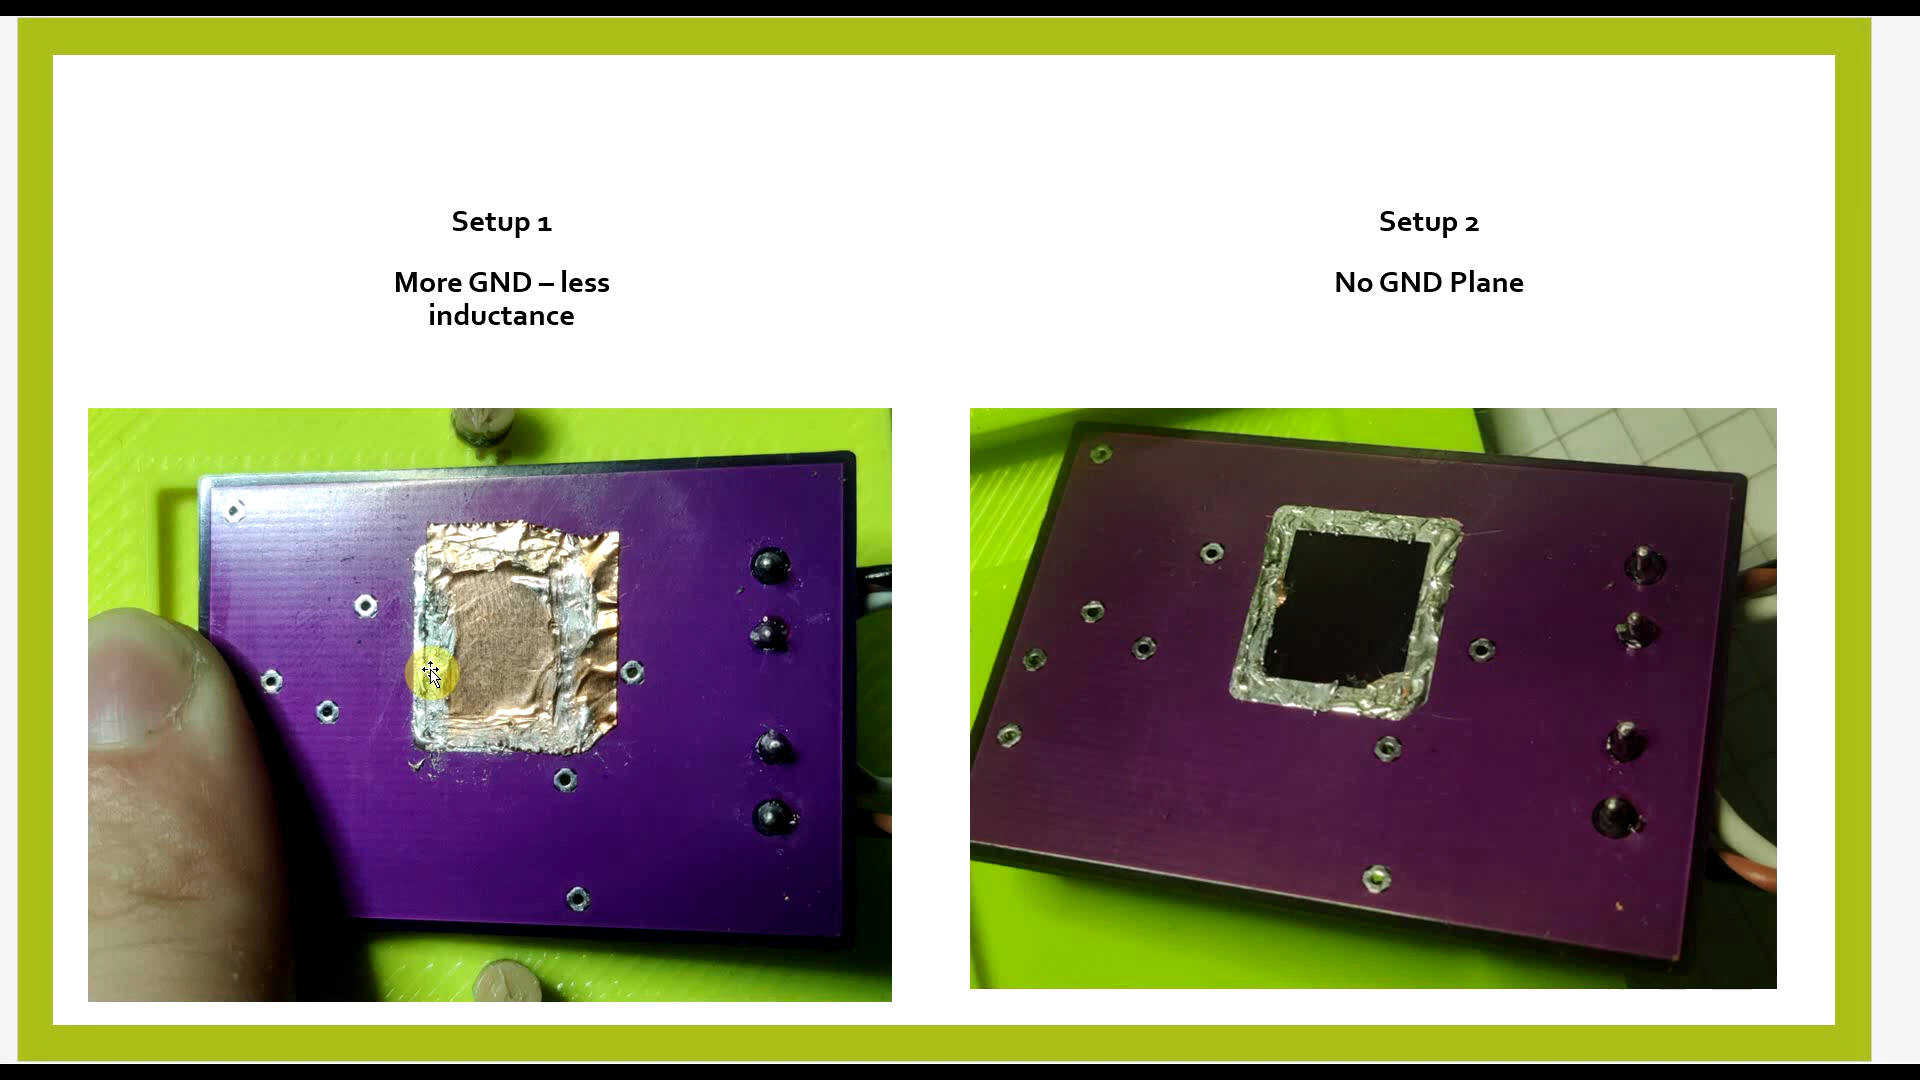 Setup 1
More GND – less
inductance
Setup 2
No GND Plane